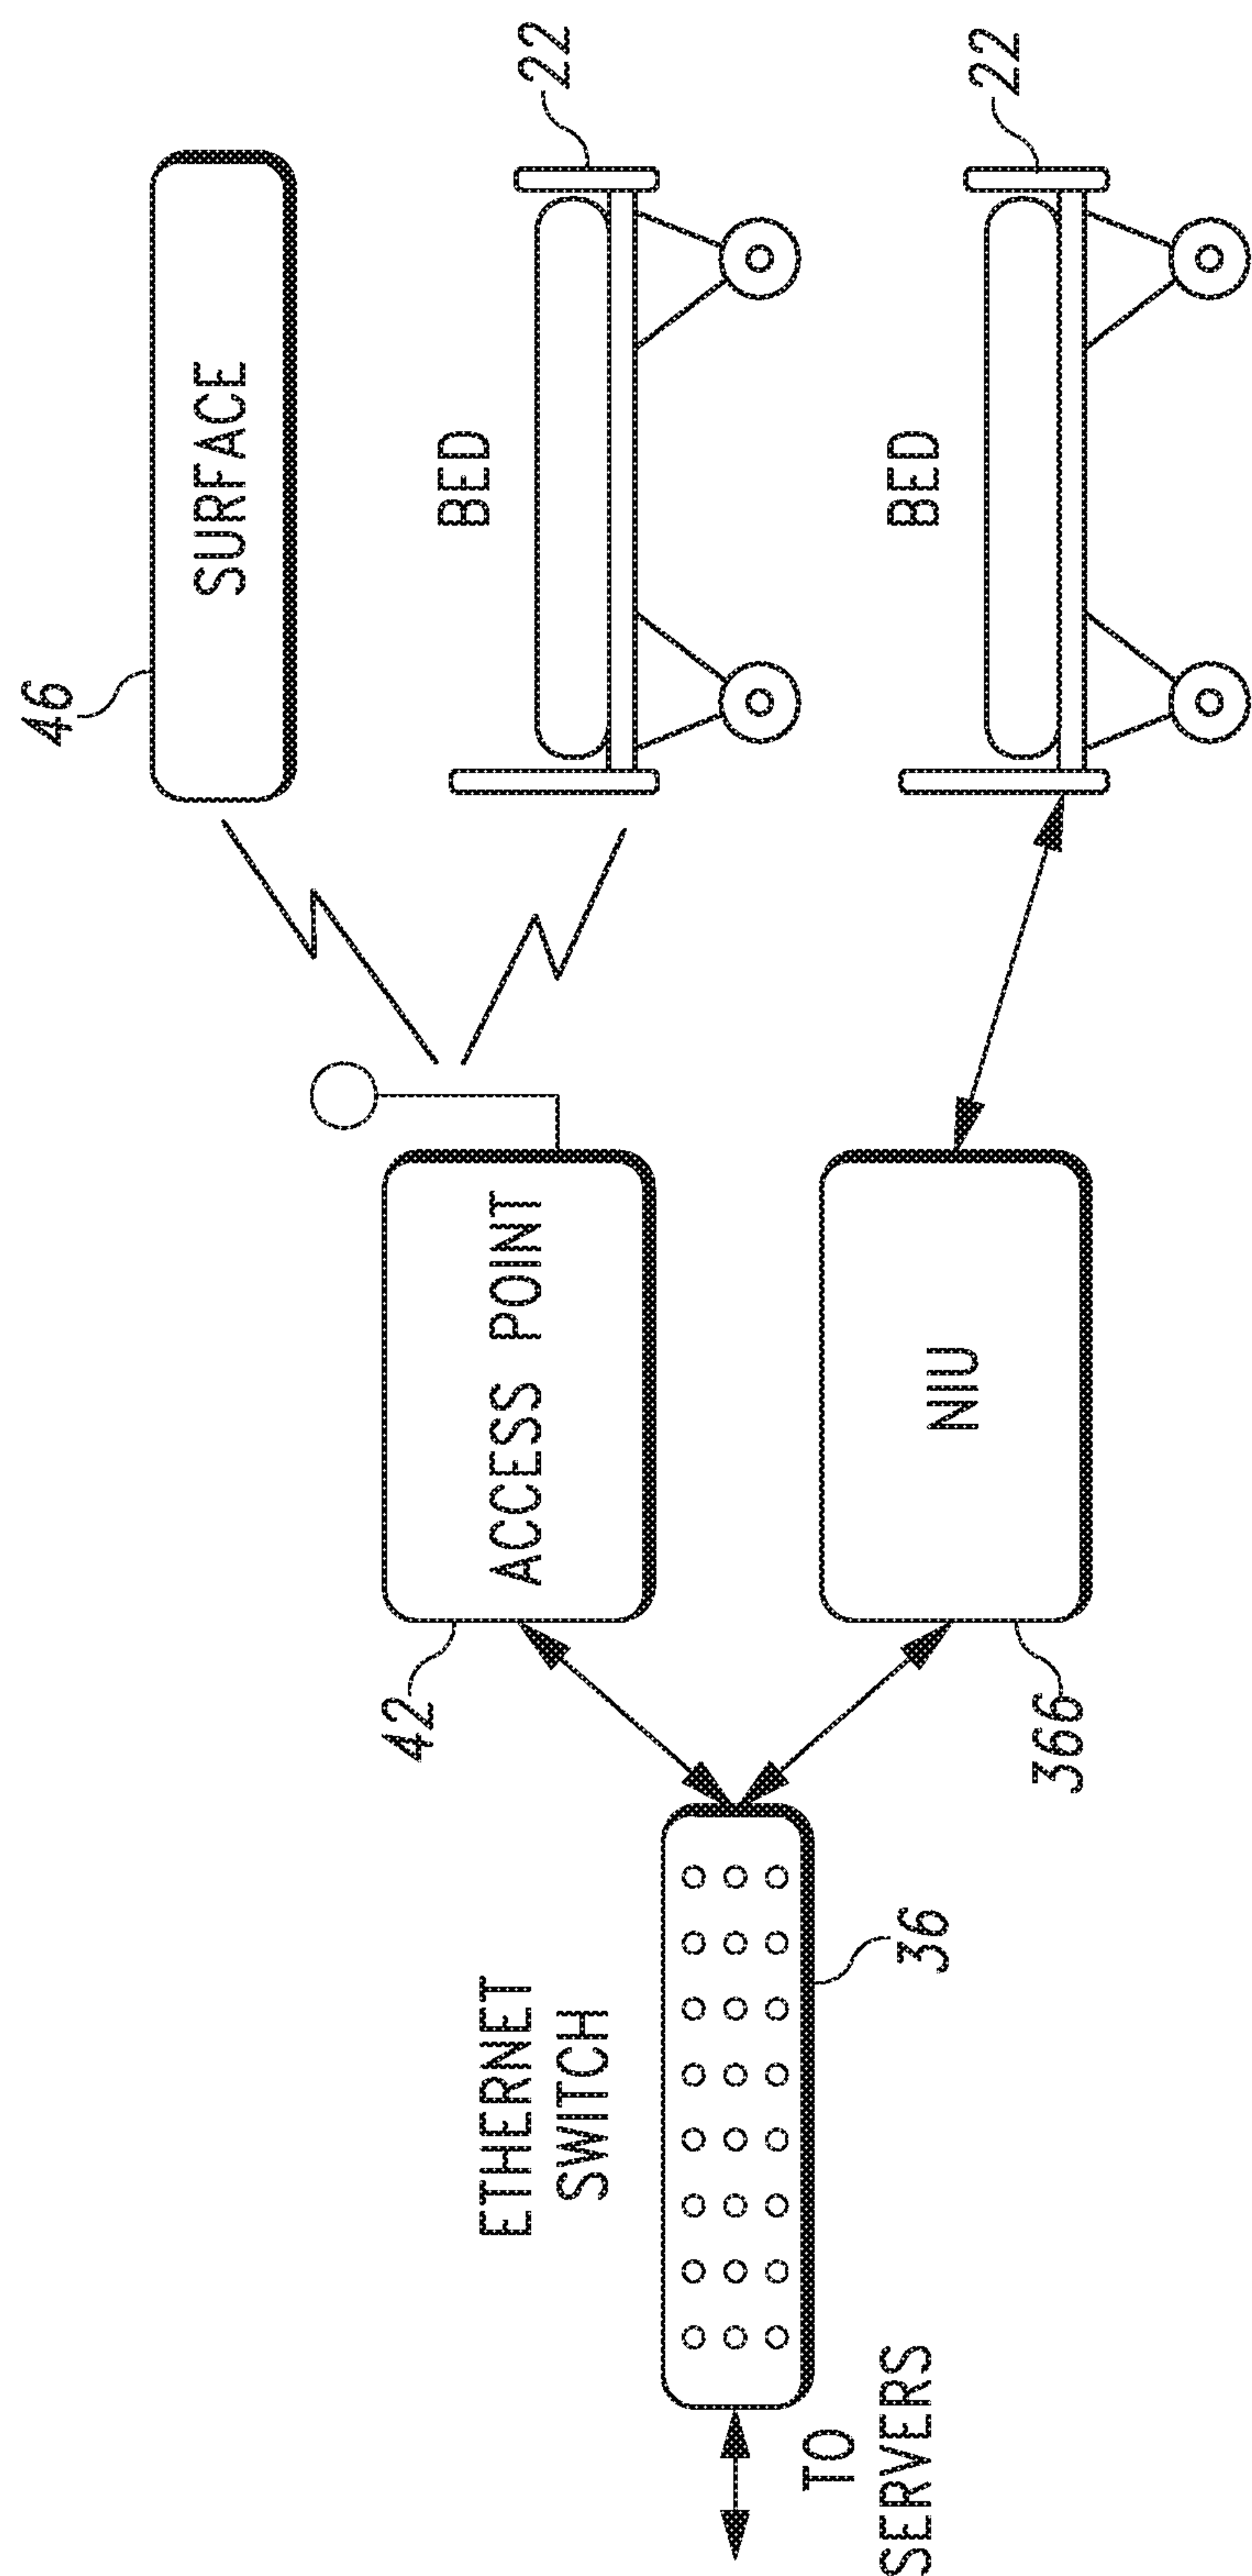 46
SURFACE
22
BED
22
BED
42
ACCESS POINT
366
NIU
ETHERNET
SWITCH
36
TO
SERVERS